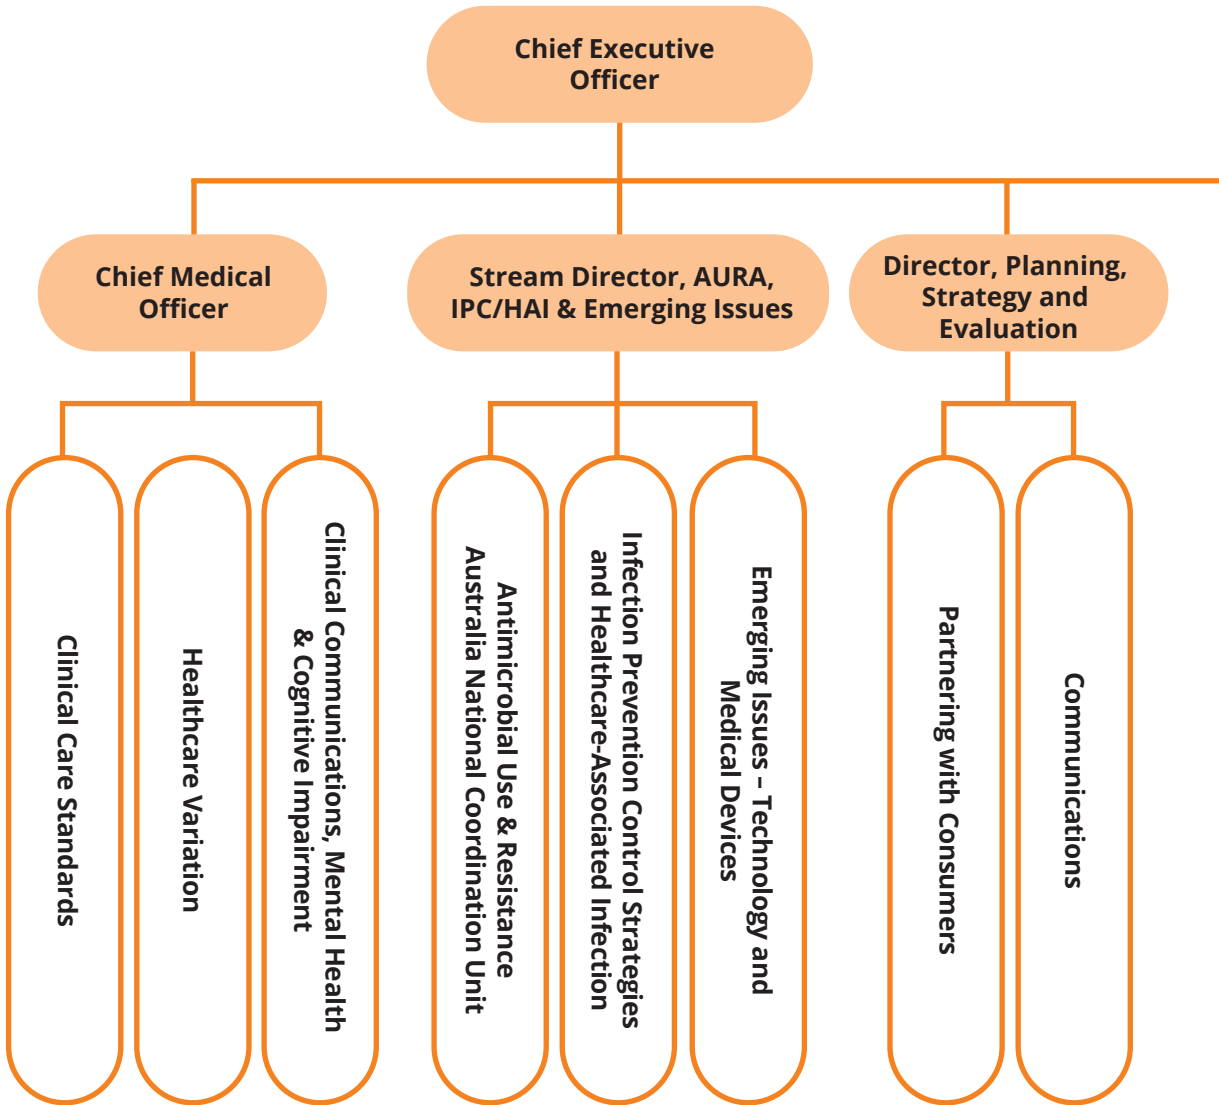 Chief Executive
Officer
Chief Medical
Officer
Stream Director, AURA,
IPC/HAI & Emerging Issues
Director, Planning,
Strategy and
Evaluation
Clinical Care Standards
Healthcare Variation
Clinical Communications, Mental Health
& Cognitive Impairment
Antimicrobial Use & Resistance
Australia National Coordination Unit
Infection Prevention Control Strategies
and Healthcare-Associated Infection
Emerging Issues – Technology and
Medical Devices
Partnering with Consumers
Communications